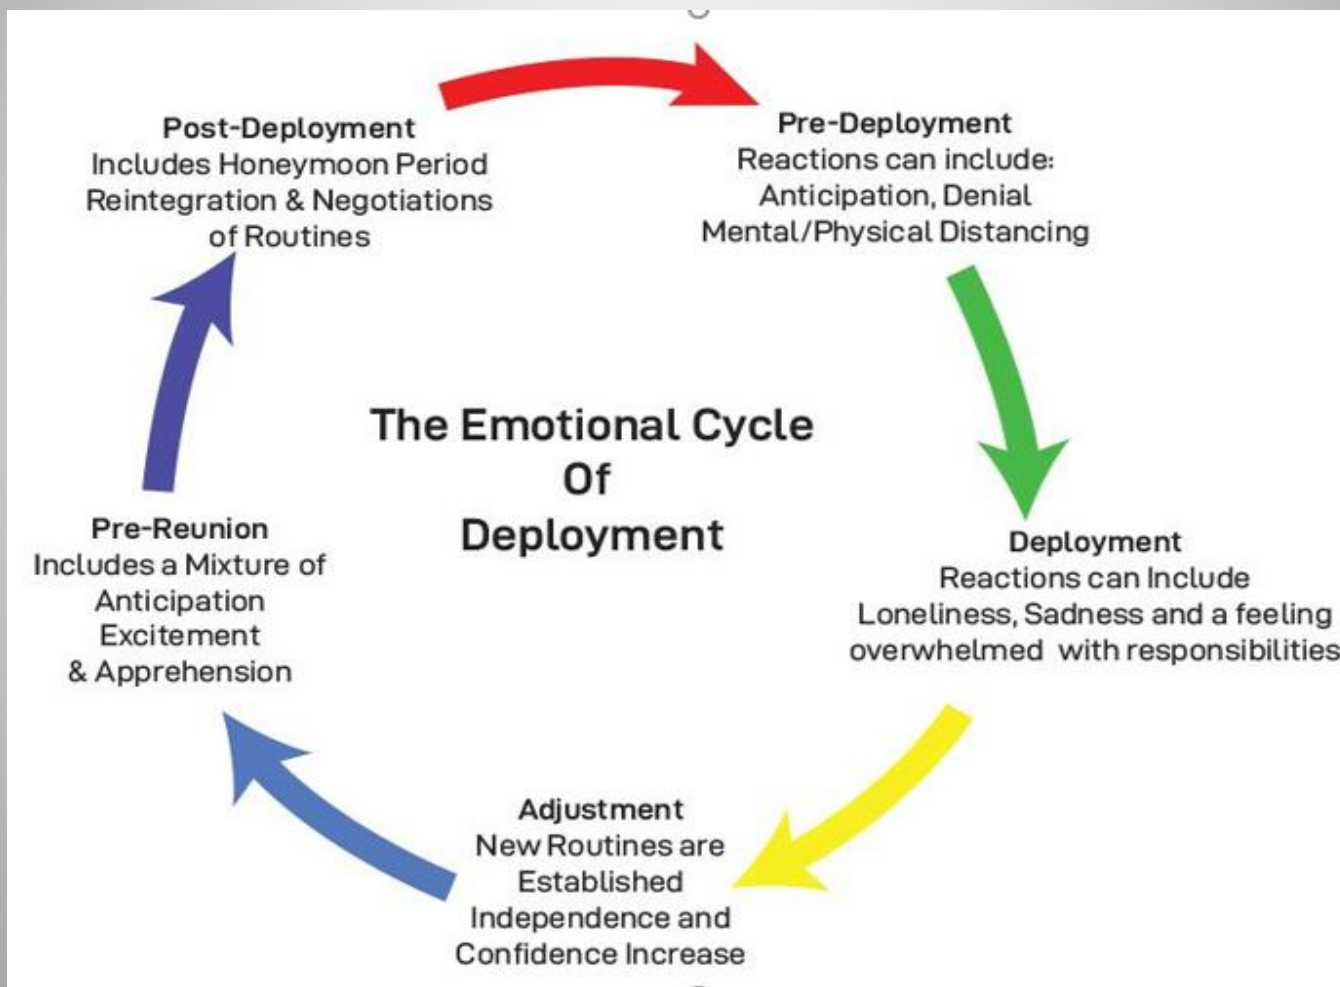 The Emotional Cycle
Of
Deployment
Pre-Deployment
Reactions can include:
Anticipation, Denial
Mental/Physical Distancing
Deployment
Reactions can Include
Loneliness, Sadness and a feeling
overwhelmed with responsibilities
Adjustment
New Routines are
Established
Independence and
Confidence Increase
Pre-Reunion
Includes a Mixture of
Anticipation
Excitement
& Apprehension
Post-Deployment
Includes Honeymoon Period
Reintegration & Negotiations
of Routines